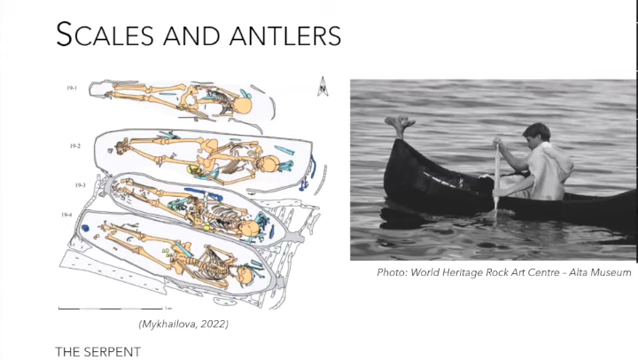 SCALES AND ANTLERS
19-1
N
19-2
19-3
19-4
Photo: World Heritage Rock Art Centre – Alta Museum
(Mykhailova, 2022)
THE SERPENT